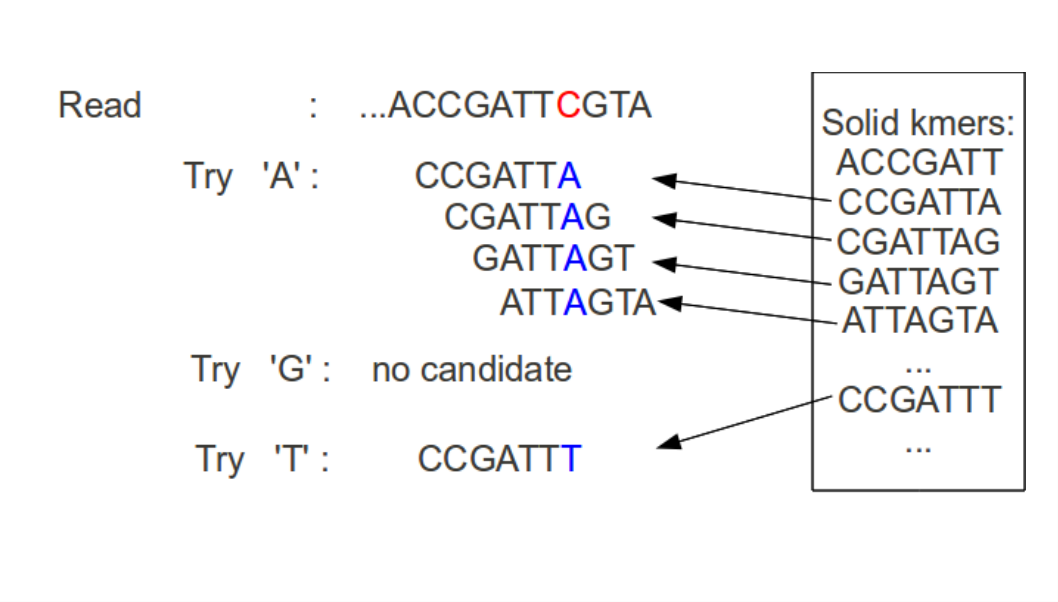 Read : ...ACCGATTCGTA
Try 'A' : CCGATTA
CGATTAG
GATTAGT
ATTAGTA
Try 'G' : no candidate
Try 'T' : CCGATTT
Solid kmers:
ACCGATT
CCGATTA
CGATTAG
GATTAGT
ATTAGTA
...
CCGATTT
...